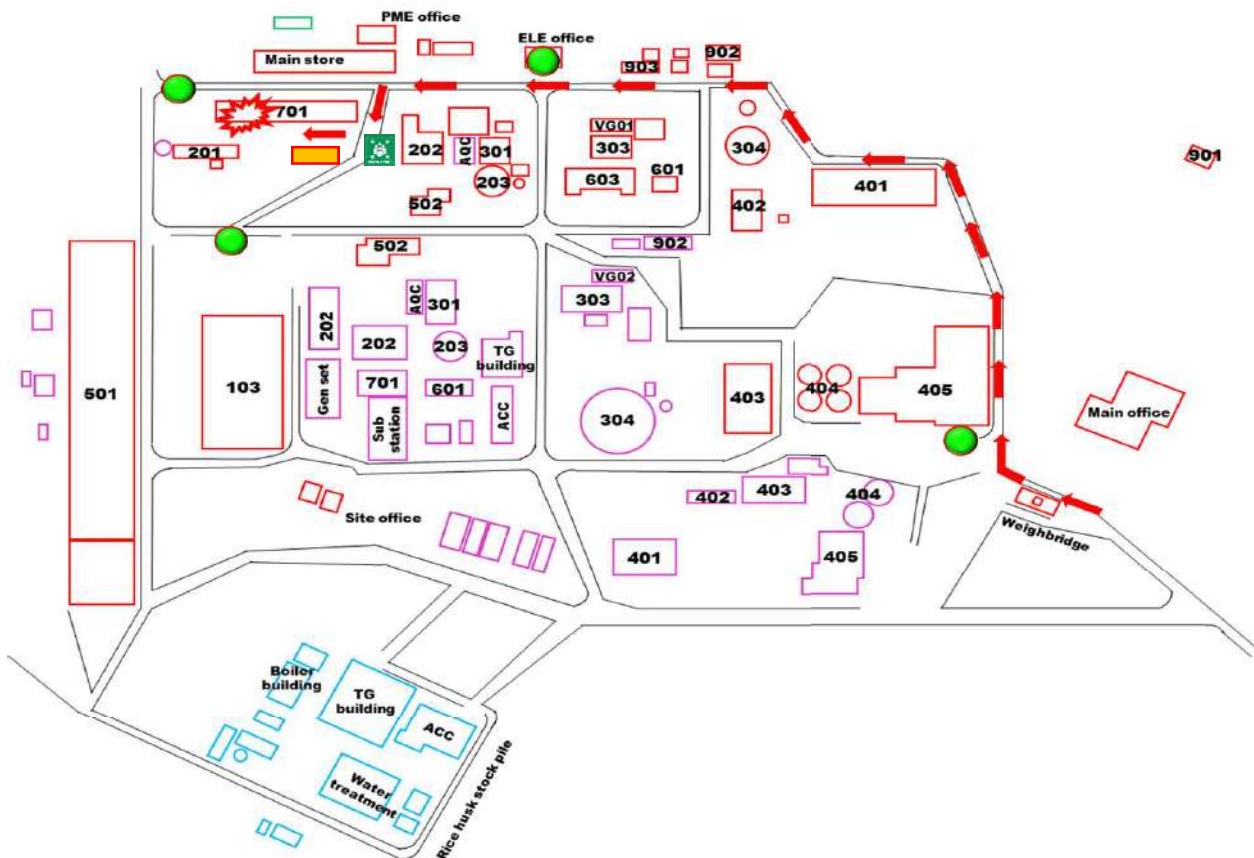 PME office
ELE office
Main store
902
903
701
VG01
304
202
AQC
301
303
201
901
203
603
601
401
402
502
902
502
VG02
AQC
301
303
202
202
203
TG
building
501
103
Gen set
701
601
403
404
405
Main office
304
Sub
station
ACC
402
403
404
Site office
Weighbridge
401
405
Boiler
building
TG
building
ACC
Water
treatment
Rice husk stock pile